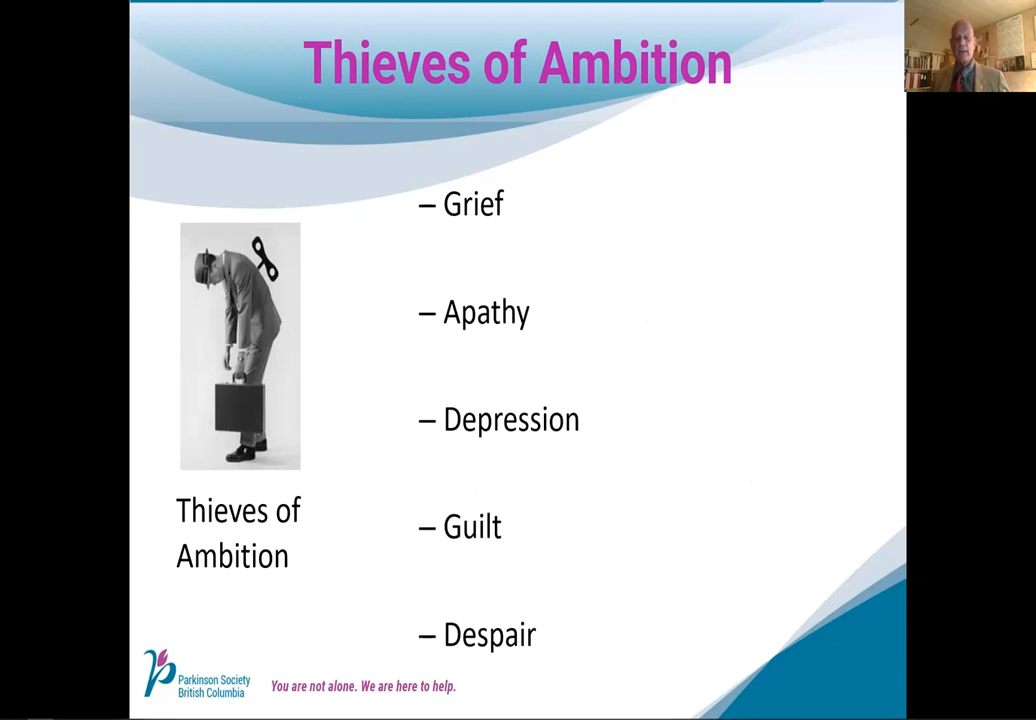 Thieves of Ambition
– Grief
– Apathy
– Depression
– Guilt
– Despair
Thieves of
Ambition
Parkinson Society
British Columbia
You are not alone. We are here to help.